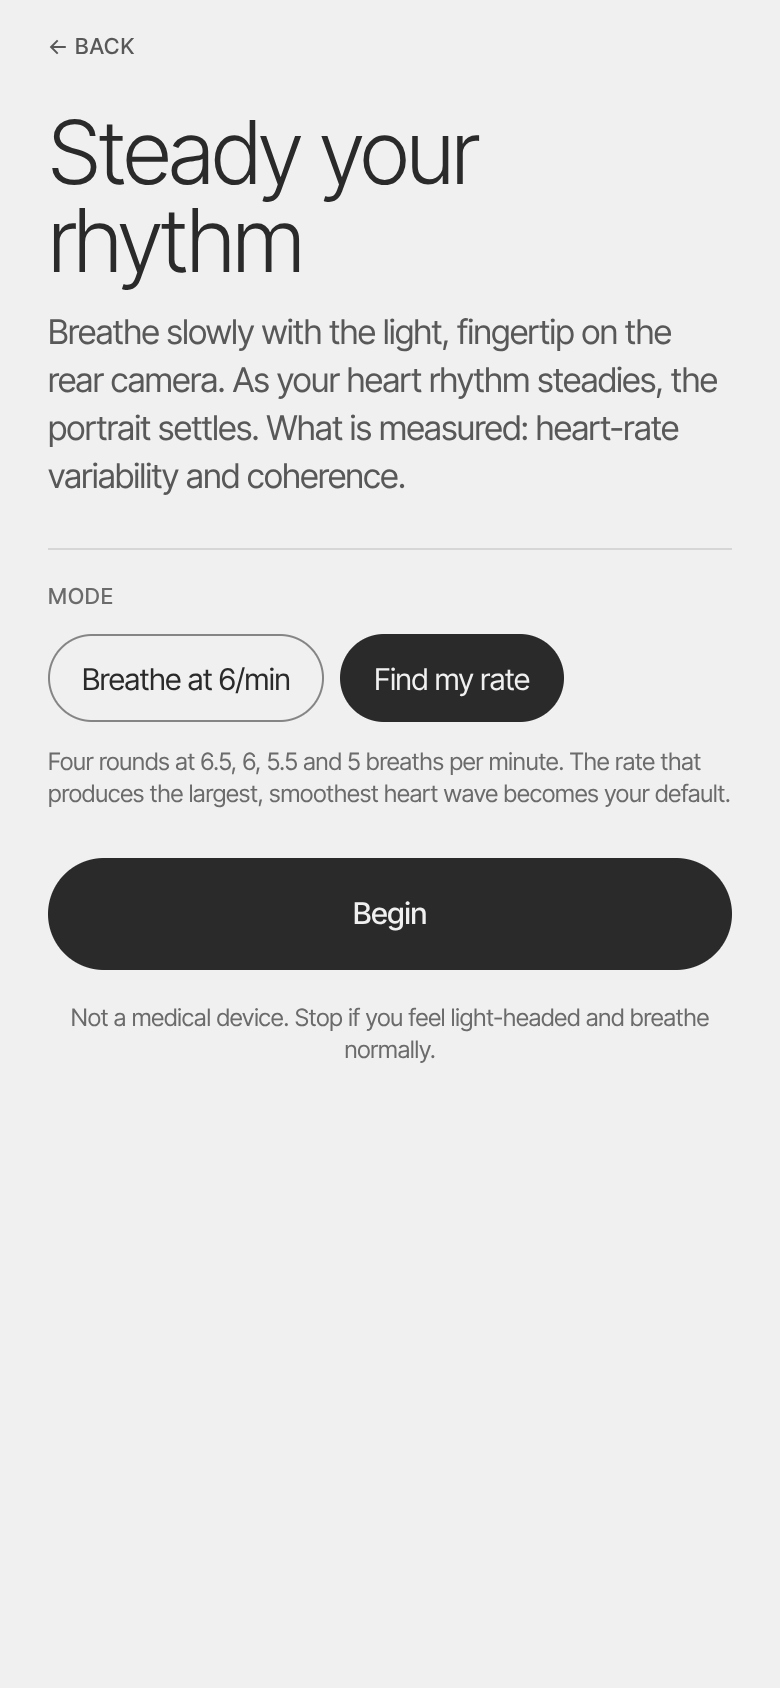 ← BACK
Steady your
rhythm
Breathe slowly with the light, fingertip on the
rear camera. As your heart rhythm steadies, the
portrait settles. What is measured: heart-rate
variability and coherence.
MODE
Breathe at 6/min
Find my rate
Four rounds at 6.5, 6, 5.5 and 5 breaths per minute. The rate that
produces the largest, smoothest heart wave becomes your default.
Begin
Not a medical device. Stop if you feel light-headed and breathe
normally.